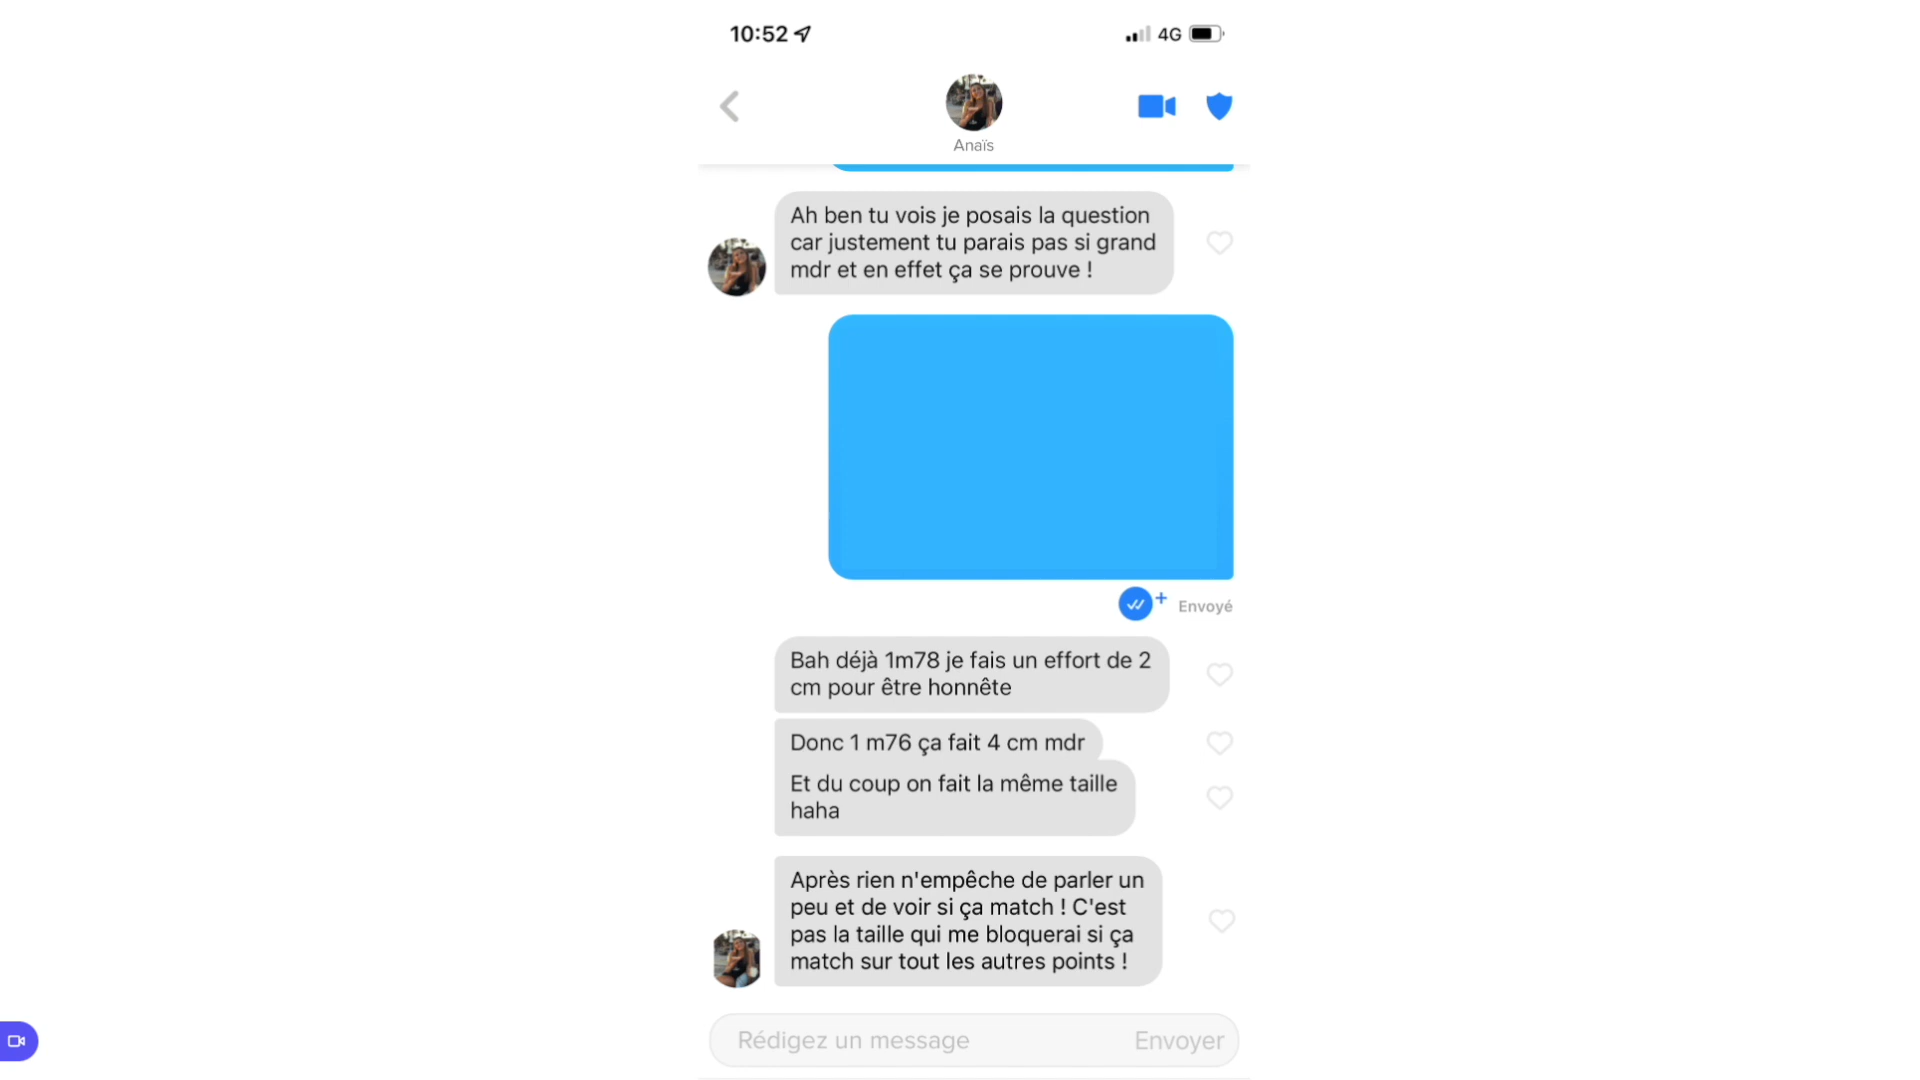 10:52
4G
Anaïs
Ah ben tu vois je posais la question
car justement tu parais pas si grand
mdr et en effet ça se prouve !
Envoyé
Bah déjà 1m78 je fais un effort de 2
cm pour être honnête
Donc 1 m76 ça fait 4 cm mdr
Et du coup on fait la même taille
haha
Après rien n'empêche de parler un
peu et de voir si ça match ! C'est
pas la taille qui me bloquerai si ça
match sur tout les autres points !
Rédigez un message
Envoyer